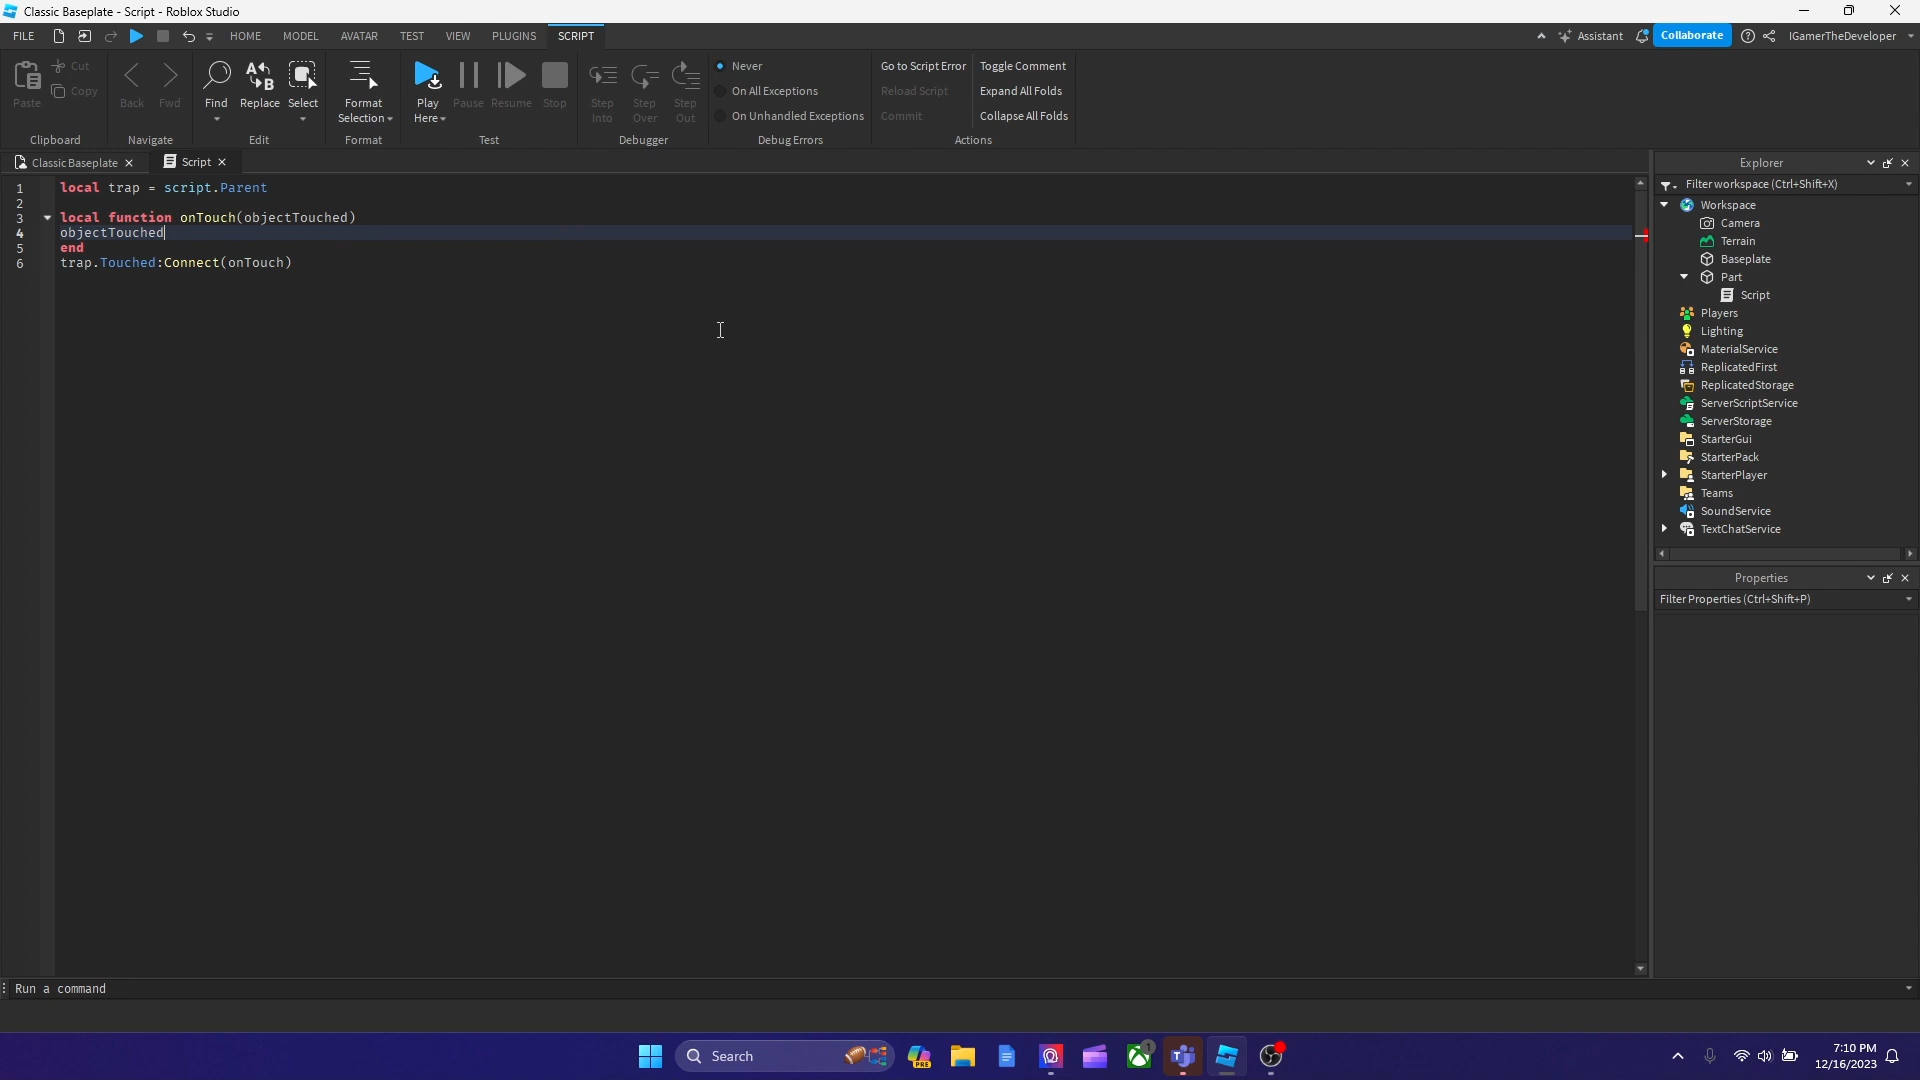 Classic Baseplate - Script - Roblox Studio
FILE HOME MODEL AVATAR TEST VIEW PLUGINS SCRIPT Assistant Collaborate IGamerTheDeveloper
Paste Cut Copy
Clipboard
Back Fwd
Navigate
Find Replace Select
Edit
Format Selection
Format
Play Here Pause Resume Stop
Test
Step Into Step Over Step Out
Debugger
Never
On All Exceptions
On Unhandled Exceptions
Debug Errors
Go to Script Error Toggle Comment
Reload Script Expand All Folds
Commit Collapse All Folds
Actions
Classic Baseplate Script
1 local trap = script.Parent
2
3 local function onTouch(objectTouched)
4 objectTouched
5 end
6 trap.Touched:Connect(onTouch)
Explorer
Filter workspace (Ctrl+Shift+X)
Workspace
Camera
Terrain
Baseplate
Part
Script
Players
Lighting
MaterialService
ReplicatedFirst
ReplicatedStorage
ServerScriptService
ServerStorage
StarterGui
StarterPack
StarterPlayer
Teams
SoundService
TextChatService
Properties
Filter Properties (Ctrl+Shift+P)
Run a command
Search
PRE
1
7:10 PM
12/16/2023